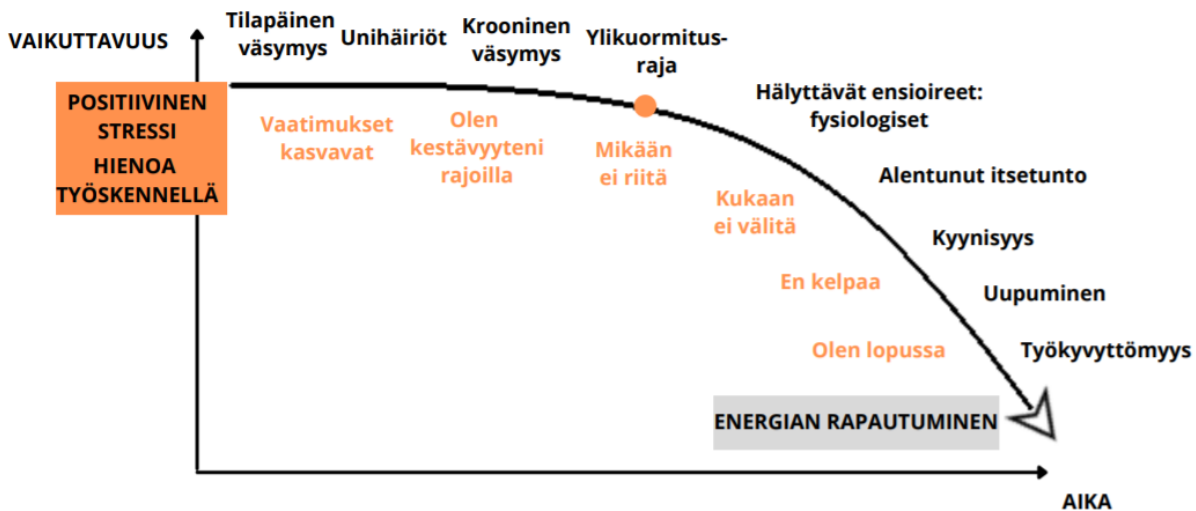 VAIKUTTAVUUS
Tilapäinen
väsymys
Unihäiriöt
Krooninen
väsymys
Ylikuormitus-
raja
POSITIIVINEN
STRESSI
HIENOA
TYÖSKENNELLÄ
Vaatimukset
kasvavat
Olen
kestävyyteni
rajoilla
Mikään
ei riitä
Hälyttävät ensioireet:
fysiologiset
Kukaan
ei välitä
Alentunut itsetunto
Kyynisyys
En kelpaa
Uupuminen
Olen lopussa
Työkyvyttömyys
ENERGIAN RAPAUTUMINEN
AIKA